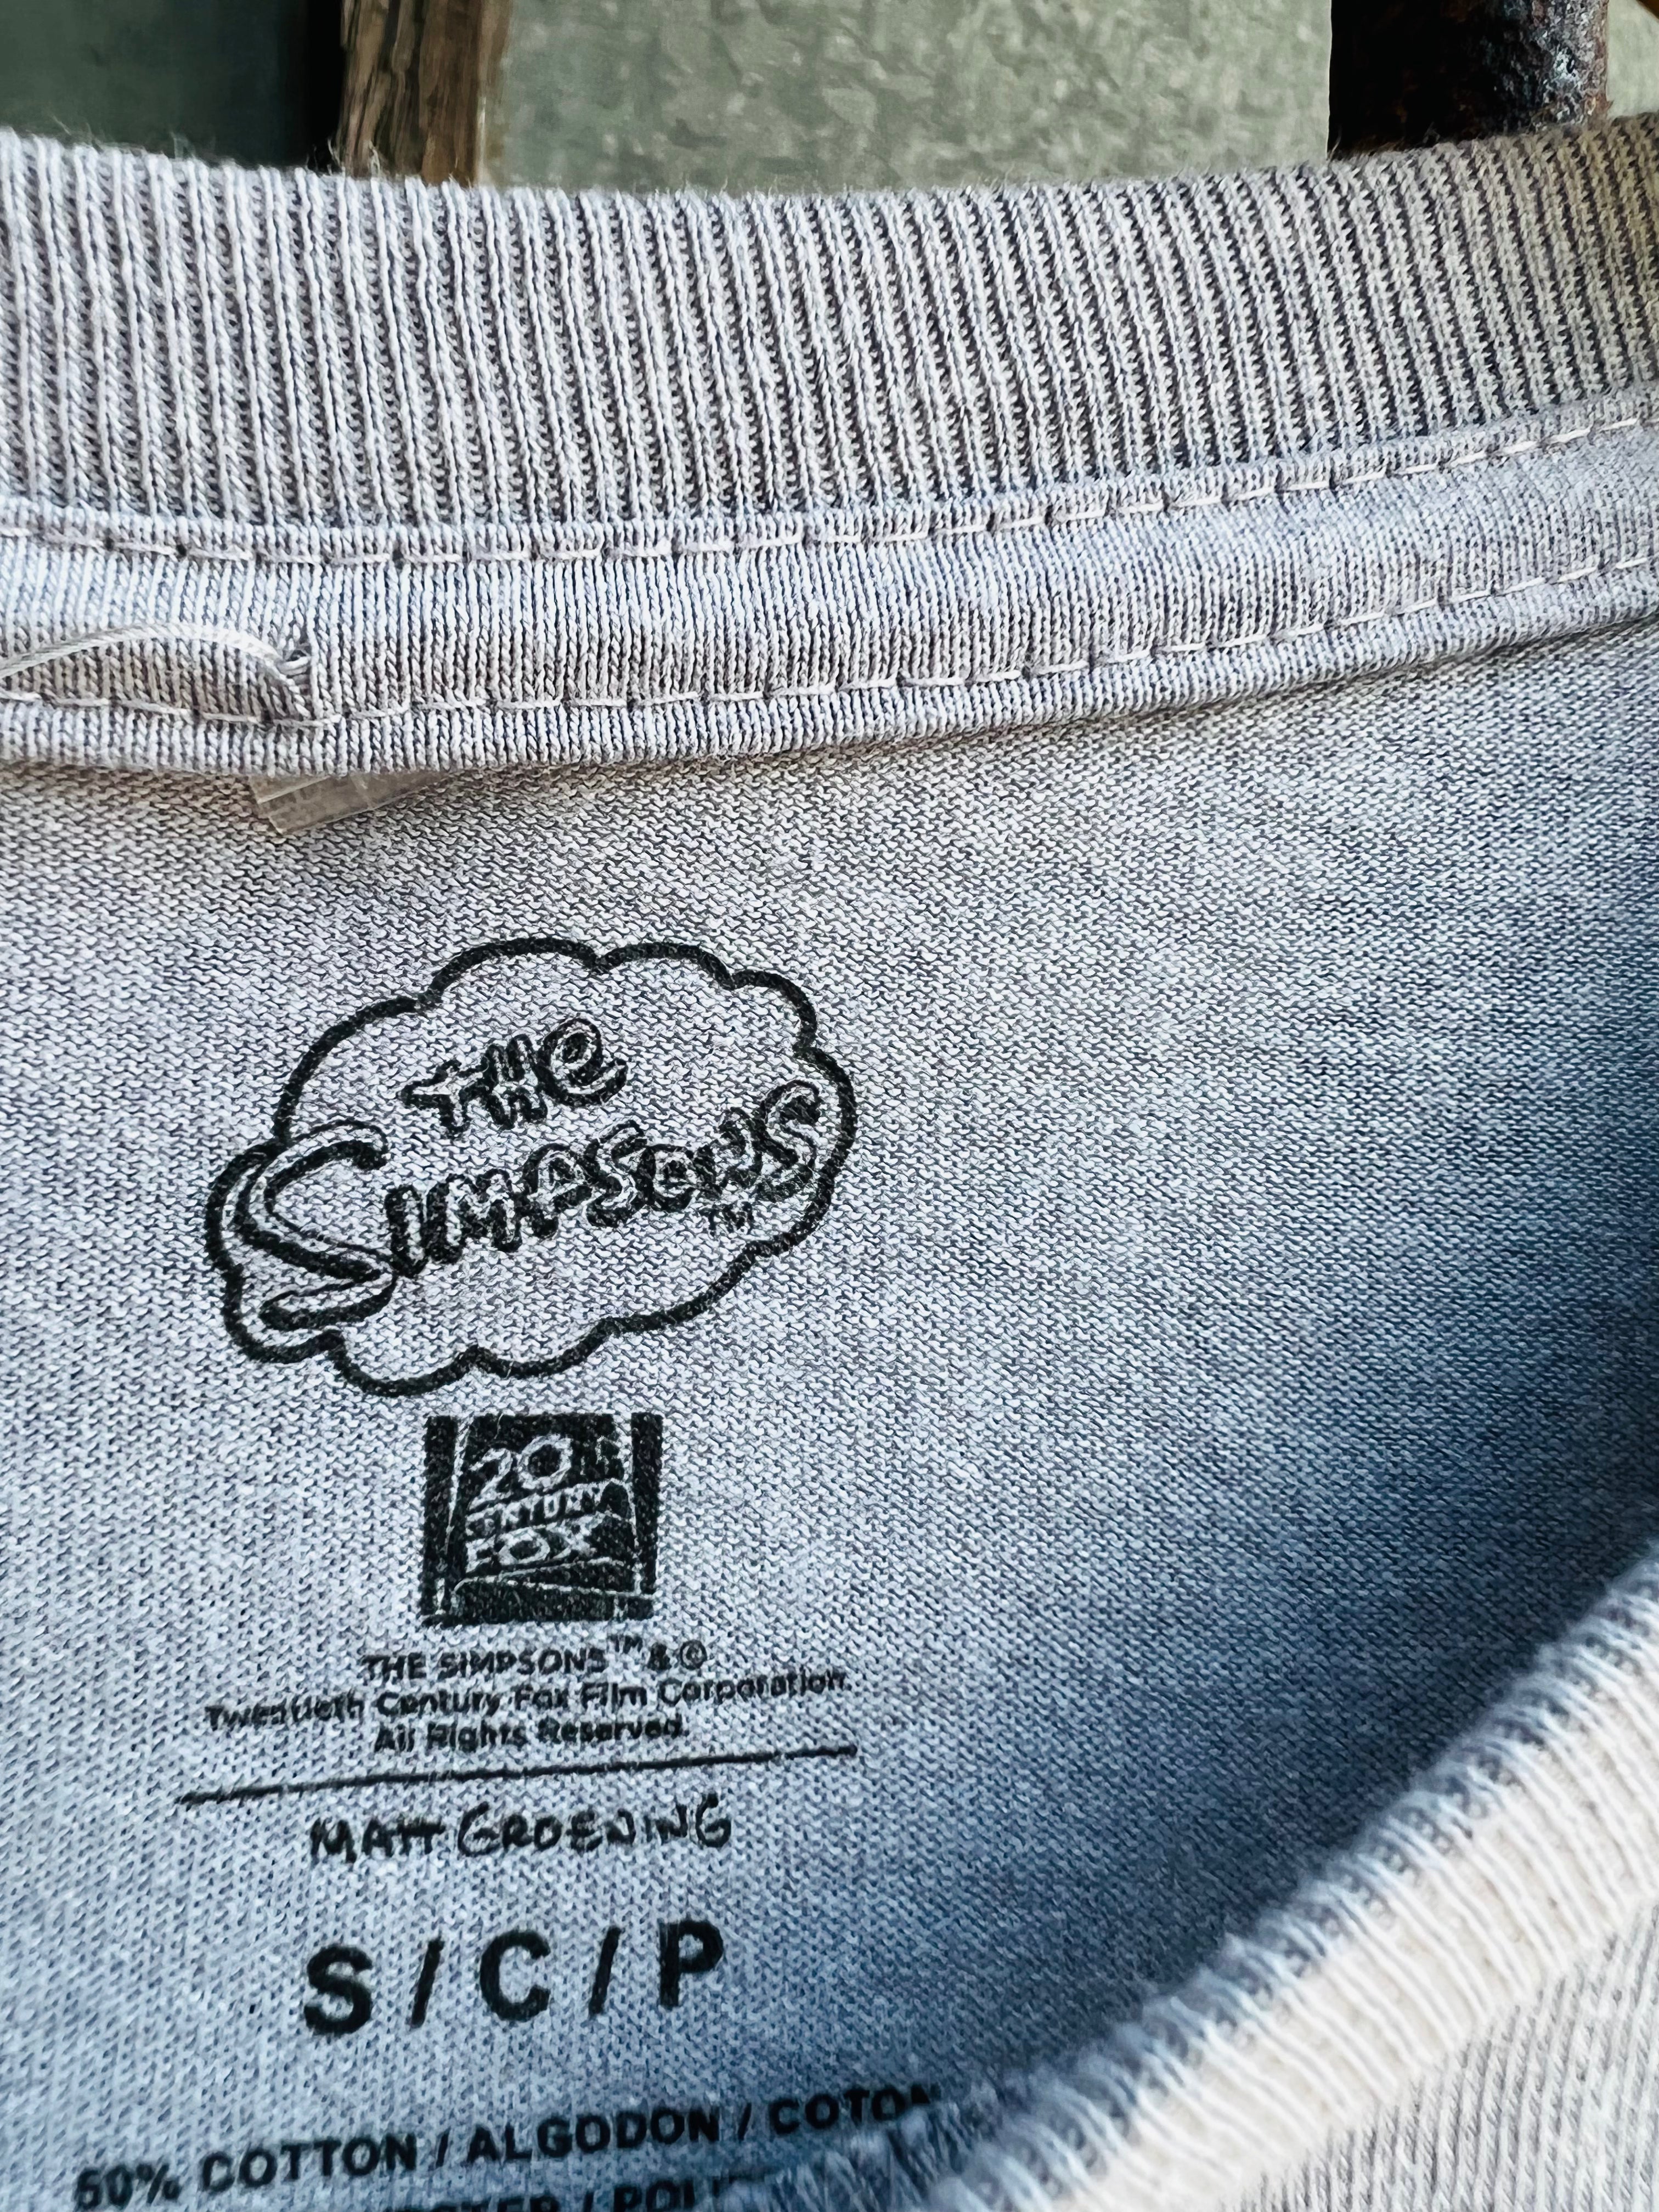 THE
SIMPSONS
TM
20th
CENTURY
FOX
THE SIMPSONS™ & ©
Twentieth Century Fox Film Corporation.
All Rights Reserved.
MATT GROENING
S / C / P
50% COTTON / ALGODON / COTON